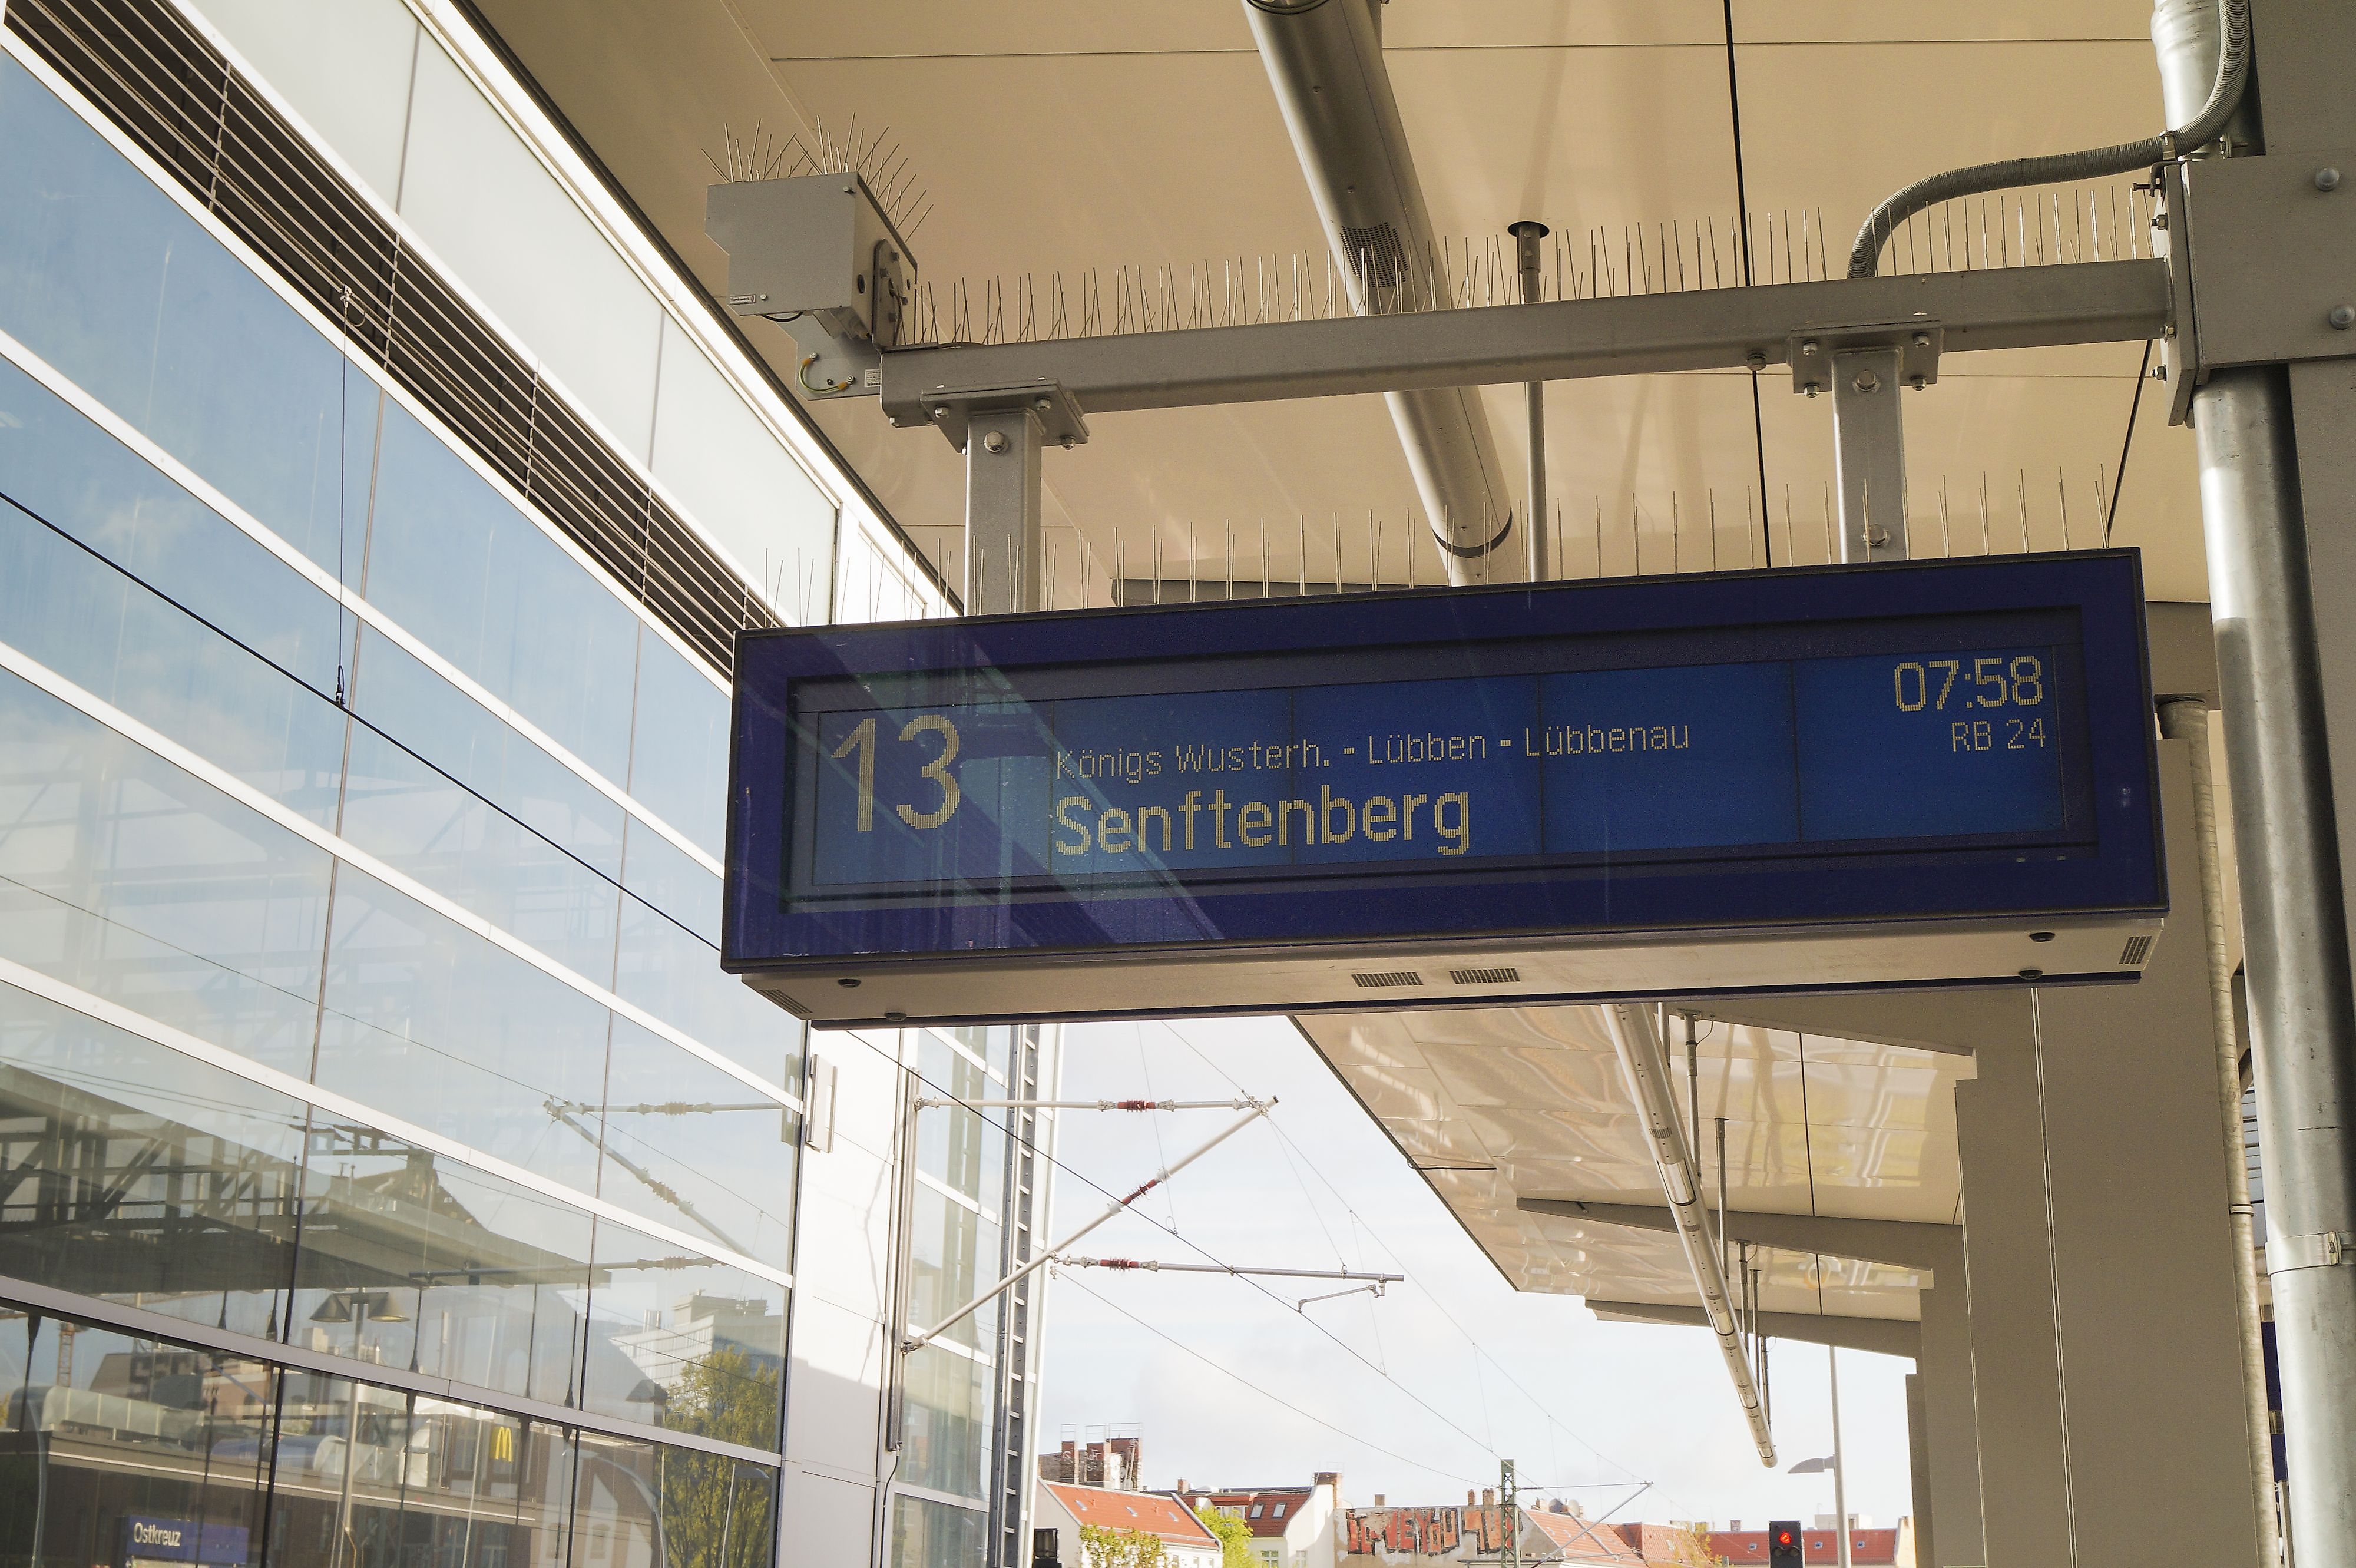 13
07:58
RB 24
Königs Wusterh. - Lübben - Lübbenau
Senftenberg
Ostkreuz